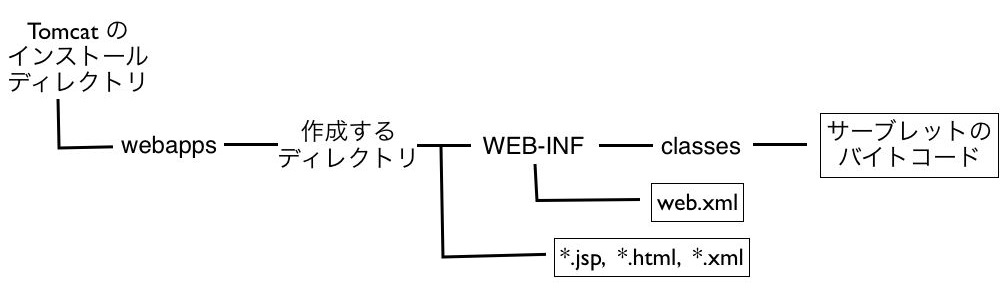 Tomcat の
インストール
ディレクトリ
webapps
作成する
ディレクトリ
WEB-INF
classes
サーブレットの
バイトコード
web.xml
*.jsp, *.html, *.xml